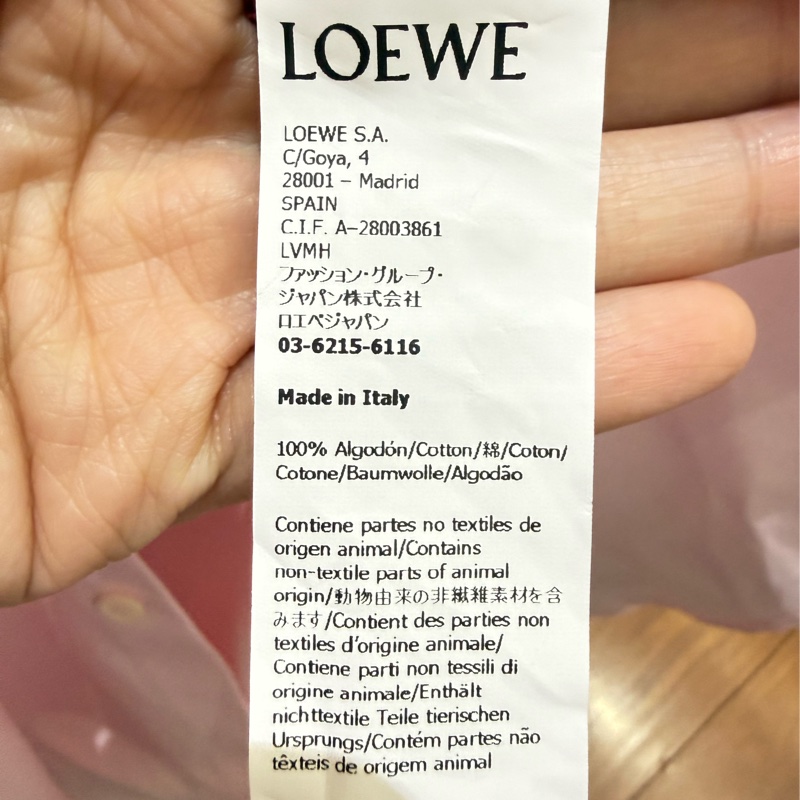 LOEWE
LOEWE S.A.
C/Goya, 4
28001 – Madrid
SPAIN
C.I.F. A–28003861
LVMH
ファッション・グループ・
ジャパン株式会社
ロエベジャパン
03-6215-6116
Made in Italy
100% Algodón/Cotton/綿/Coton/
Cotone/Baumwolle/Algodão
Contiene partes no textiles de
origen animal/Contains
non-textile parts of animal
origin/動物由来の非繊維素材を含
みます/Contient des parties non
textiles d'origine animale/
Contiene parti non tessili di
origine animale/Enthält
nichttextile Teile tierischen
Ursprungs/Contém partes não
têxteis de origem animal